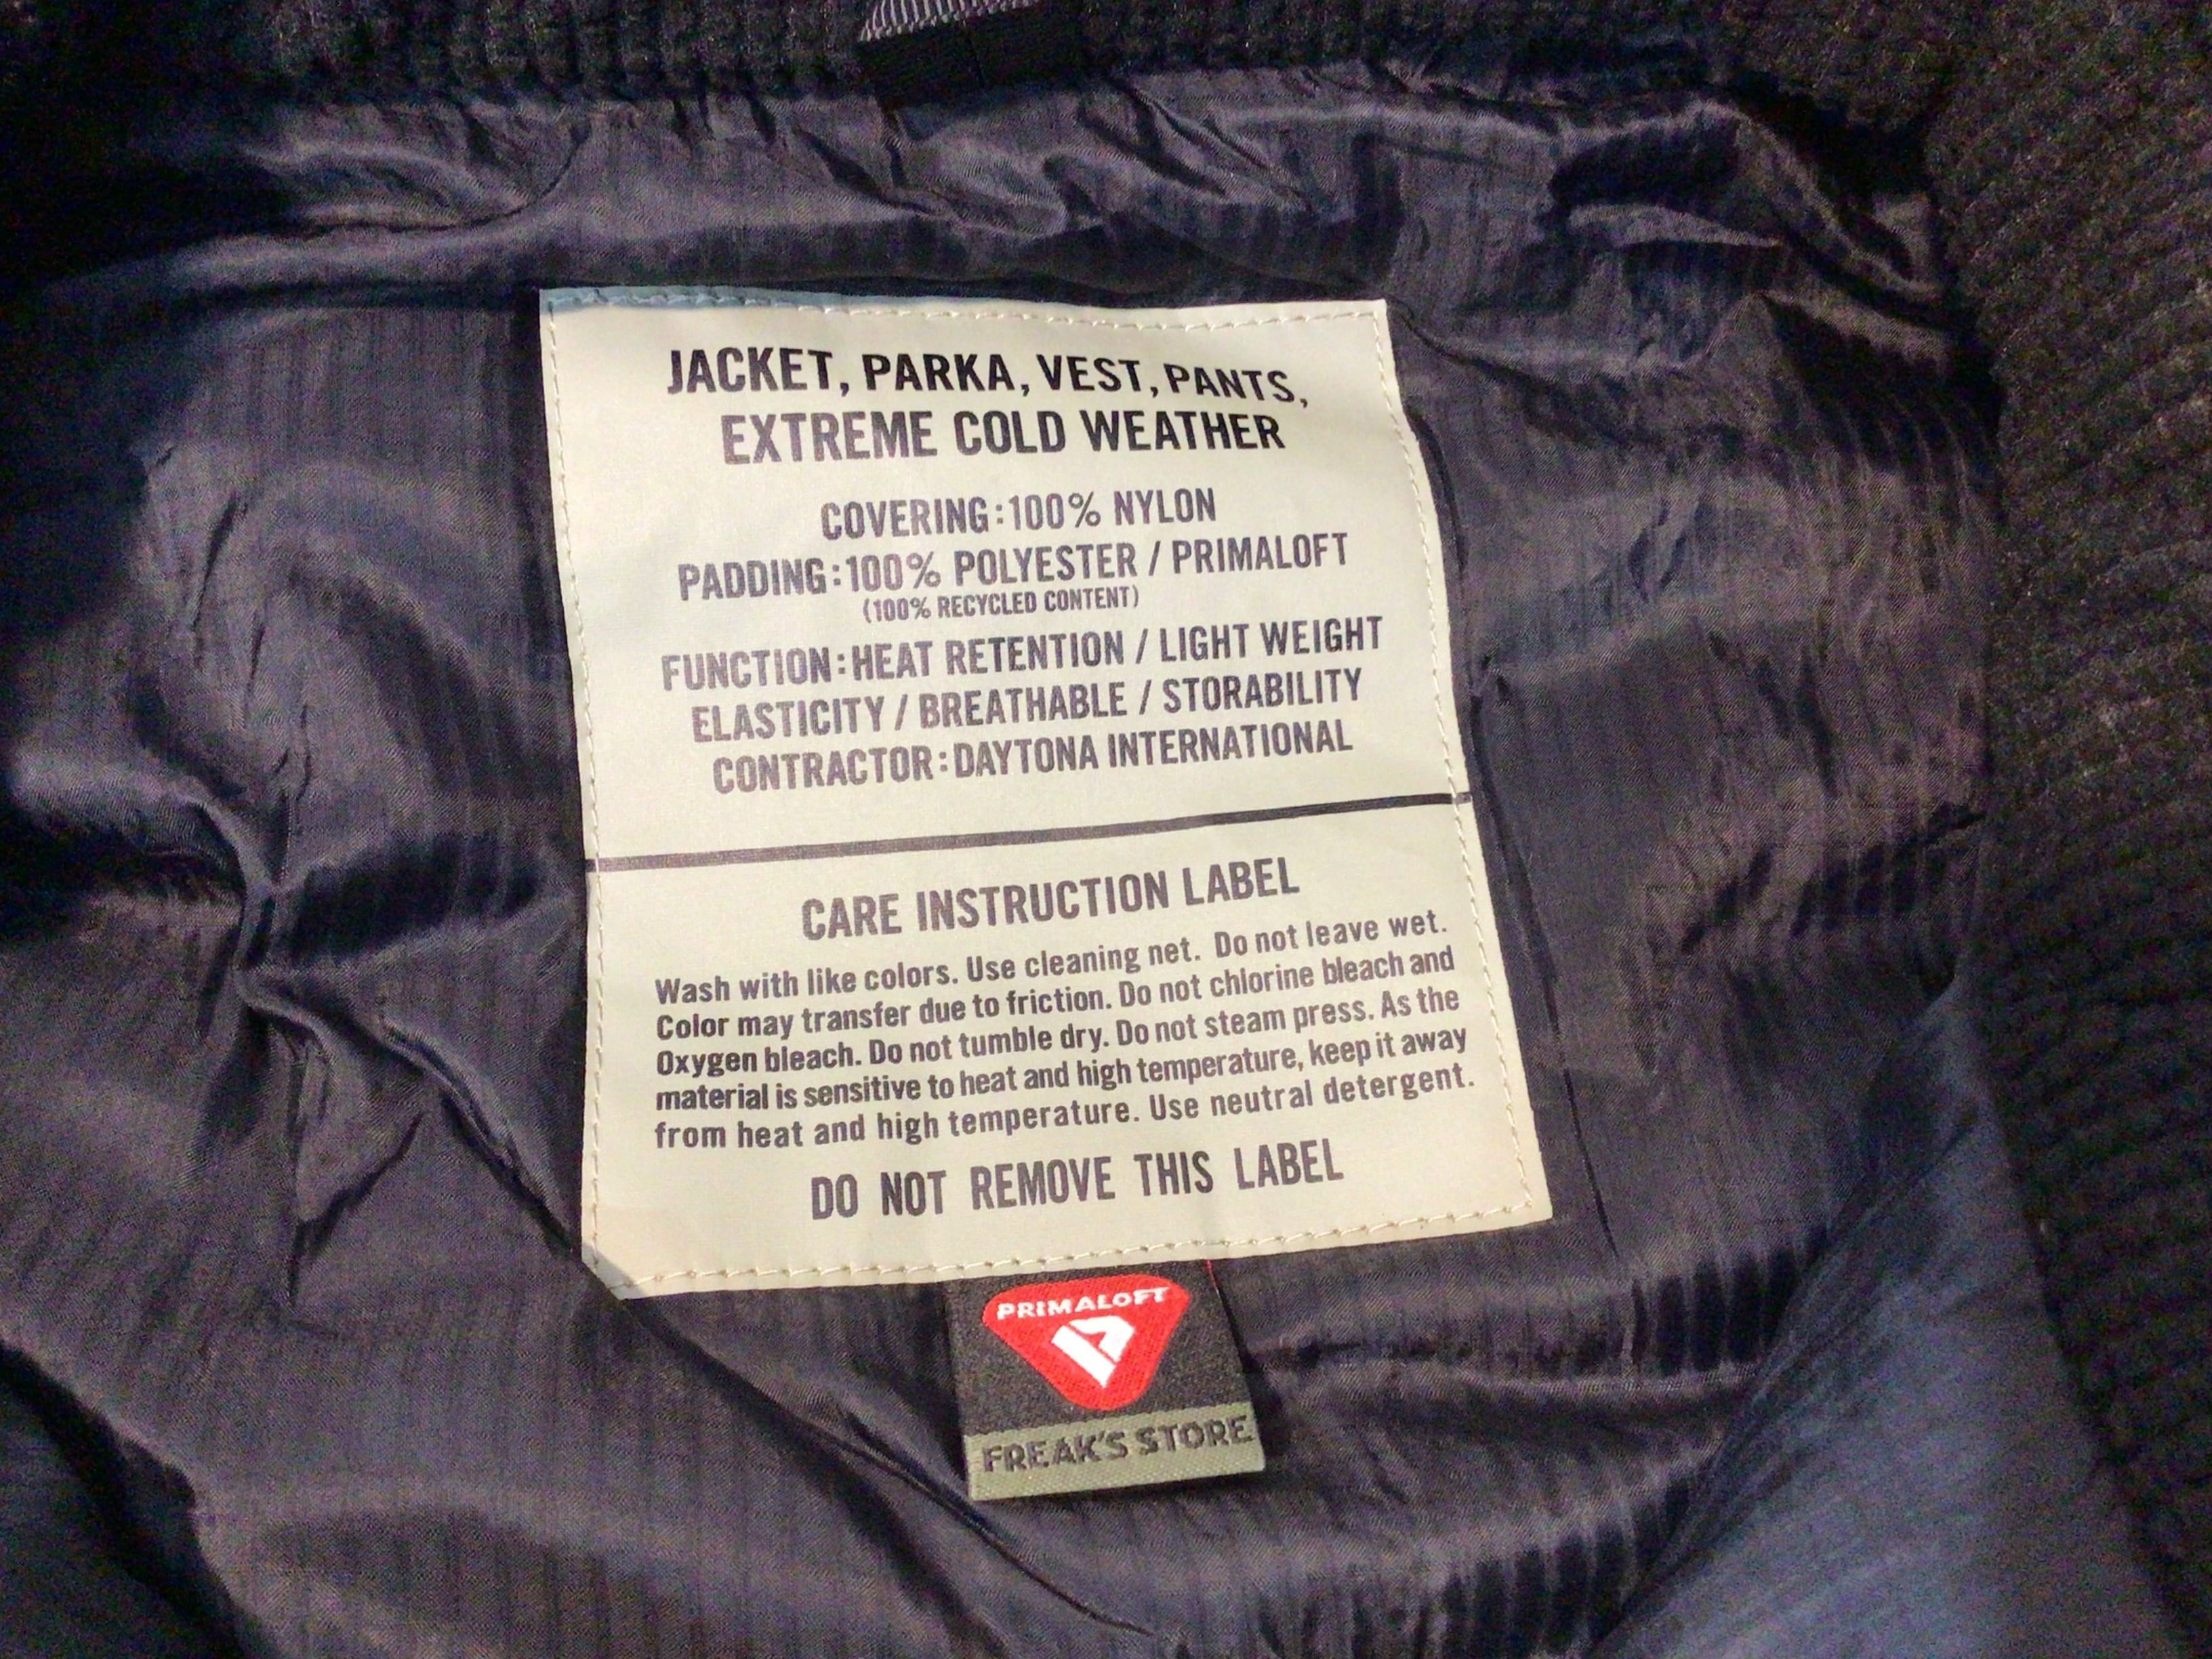 JACKET, PARKA, VEST, PANTS,
EXTREME COLD WEATHER
COVERING:100% NYLON
PADDING:100% POLYESTER / PRIMALOFT
(100% RECYCLED CONTENT)
FUNCTION:HEAT RETENTION / LIGHT WEIGHT
ELASTICITY / BREATHABLE / STORABILITY
CONTRACTOR:DAYTONA INTERNATIONAL
CARE INSTRUCTION LABEL
Wash with like colors. Use cleaning net. Do not leave wet.
Color may transfer due to friction. Do not chlorine bleach and
Oxygen bleach. Do not tumble dry. Do not steam press. As the
material is sensitive to heat and high temperature, keep it away
from heat and high temperature. Use neutral detergent.
DO NOT REMOVE THIS LABEL
PRIMALOFT
FREAK'S STORE